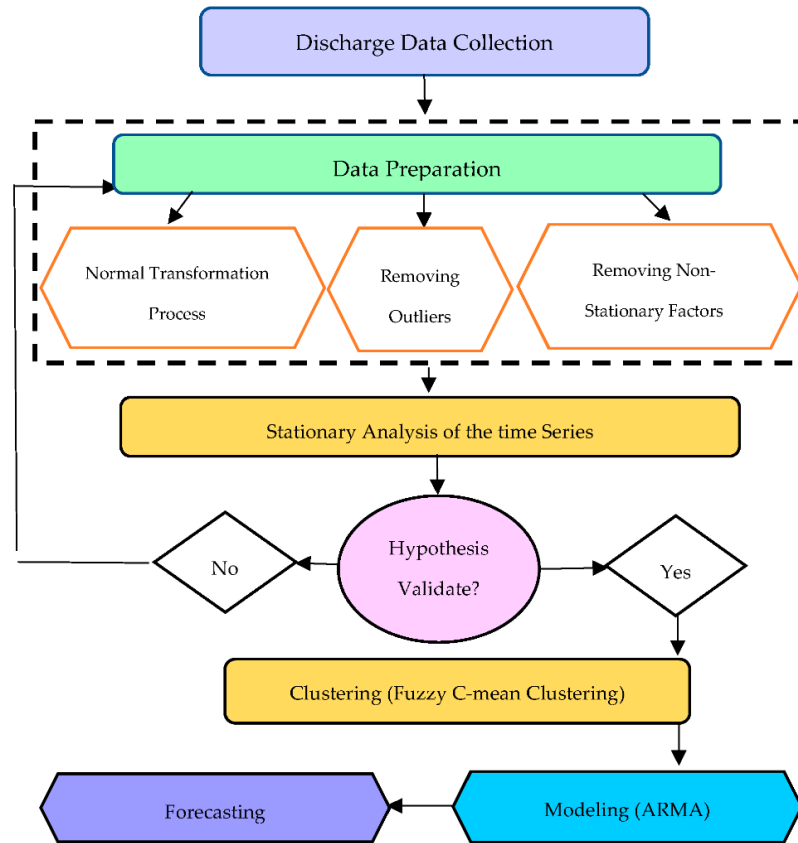 Discharge Data Collection
Data Preparation
Normal Transformation
Process
Removing
Outliers
Removing Non-
Stationary Factors
Stationary Analysis of the time Series
Hypothesis
Validate?
No
Yes
Clustering (Fuzzy C-mean Clustering)
Forecasting
Modeling (ARMA)